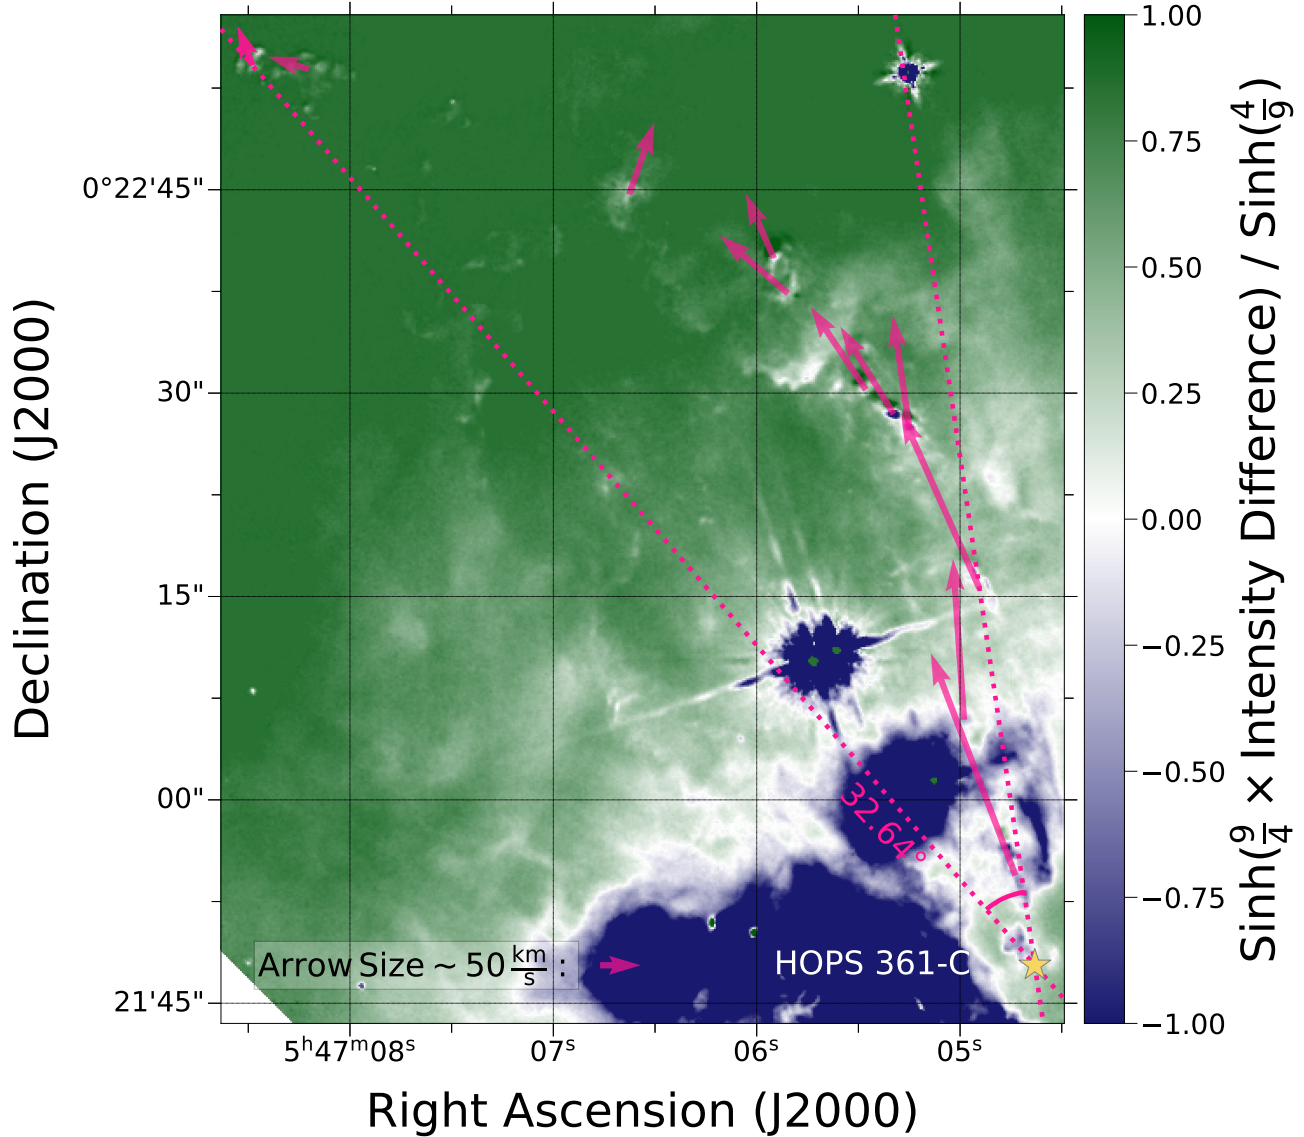 Declination (J2000)
0°22'45"
30"
15"
00"
21'45"
32.64°
Arrow Size ~ 50 km/s :
HOPS 361-C
5ʰ47ᵐ08ˢ
07ˢ
06ˢ
05ˢ
Right Ascension (J2000)
1.00
0.75
0.50
0.25
0.00
−0.25
−0.50
−0.75
−1.00
Sinh(9/4 × Intensity Difference) / Sinh(4/9)